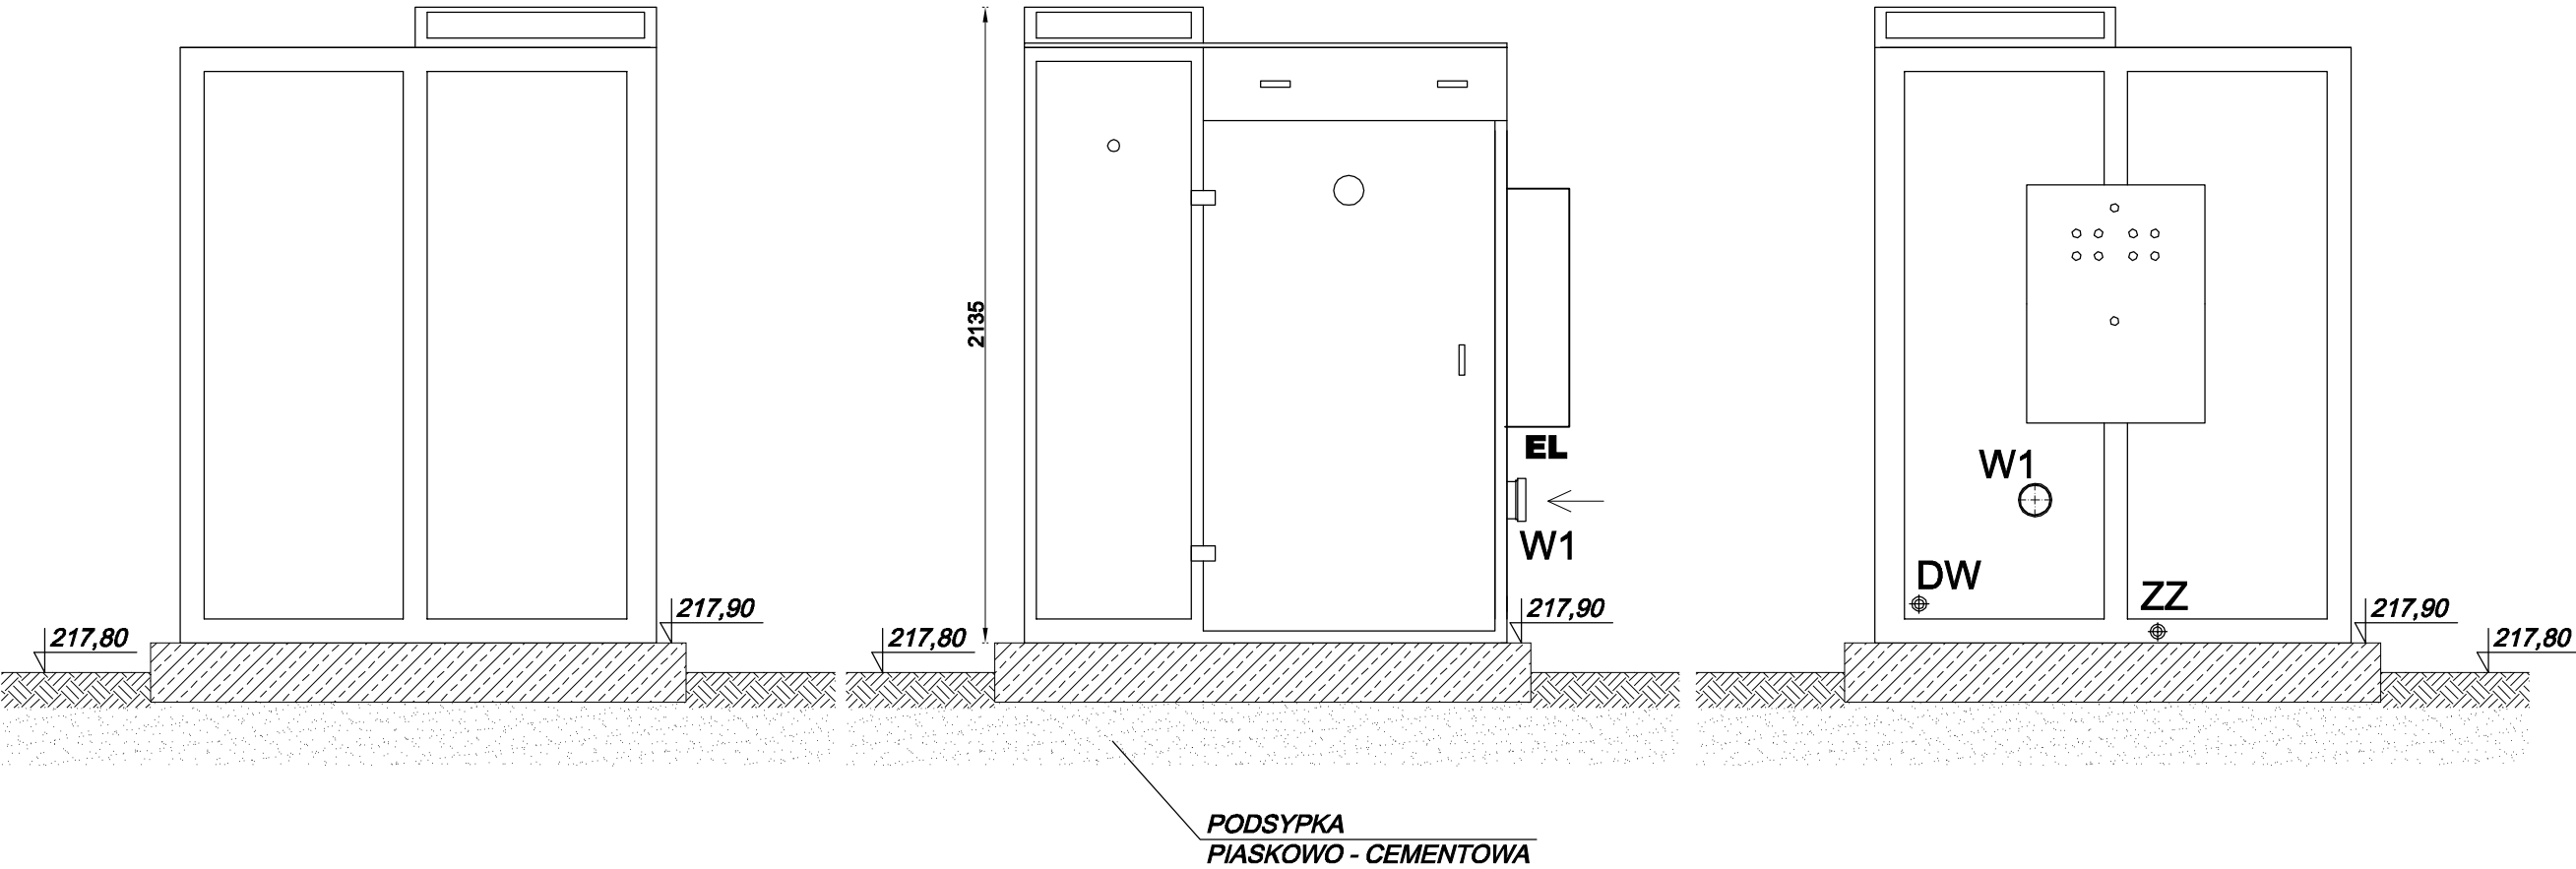 217,80
217,90
2135
EL
W1
217,80
217,90
PODSYPKA
PIASKOWO - CEMENTOWA
W1
DW
ZZ
217,90
217,80